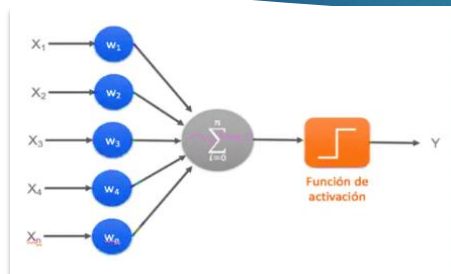 X₁ w₁
X₂ w₂
X₃ w₃
X₄ w₄
Xₙ wₙ
n
∑
i=0
Función de
activación
Y